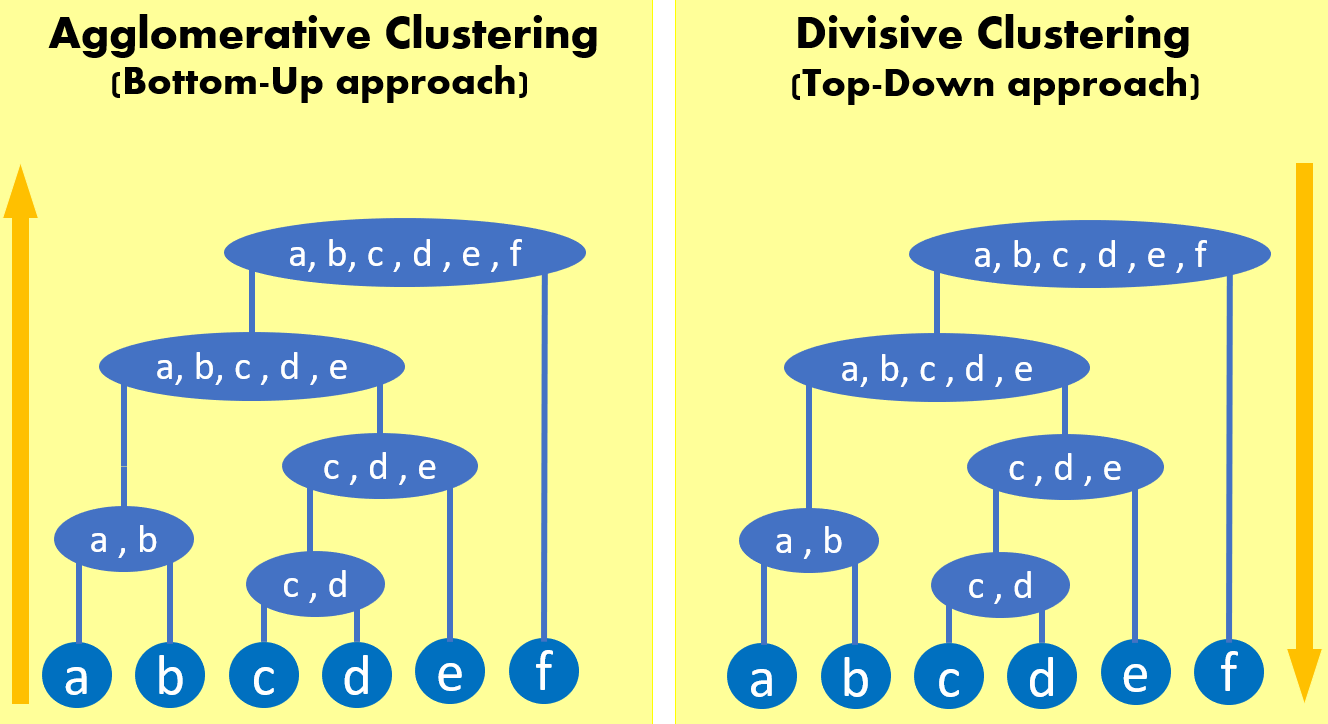 Agglomerative Clustering
(Bottom-Up approach)
a, b, c , d , e , f
a, b, c , d , e
c , d , e
a , b
c , d
a b c d e f
Divisive Clustering
(Top-Down approach)
a, b, c , d , e , f
a, b, c , d , e
c , d , e
a , b
c , d
a b c d e f